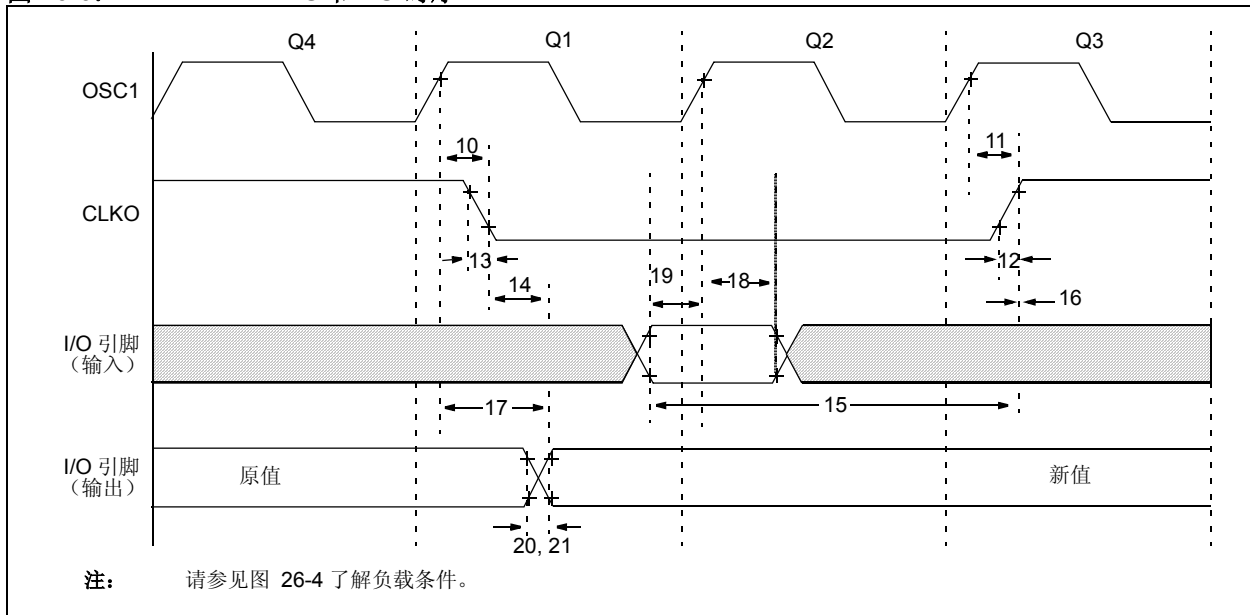 Q4 Q1 Q2 Q3
OSC1
10
11
CLKO
13
12
14
19
18
16
I/O 引脚
（输入）
17
15
I/O 引脚
（输出）
原值
新值
20, 21
注： 请参见图 26-4 了解负载条件。